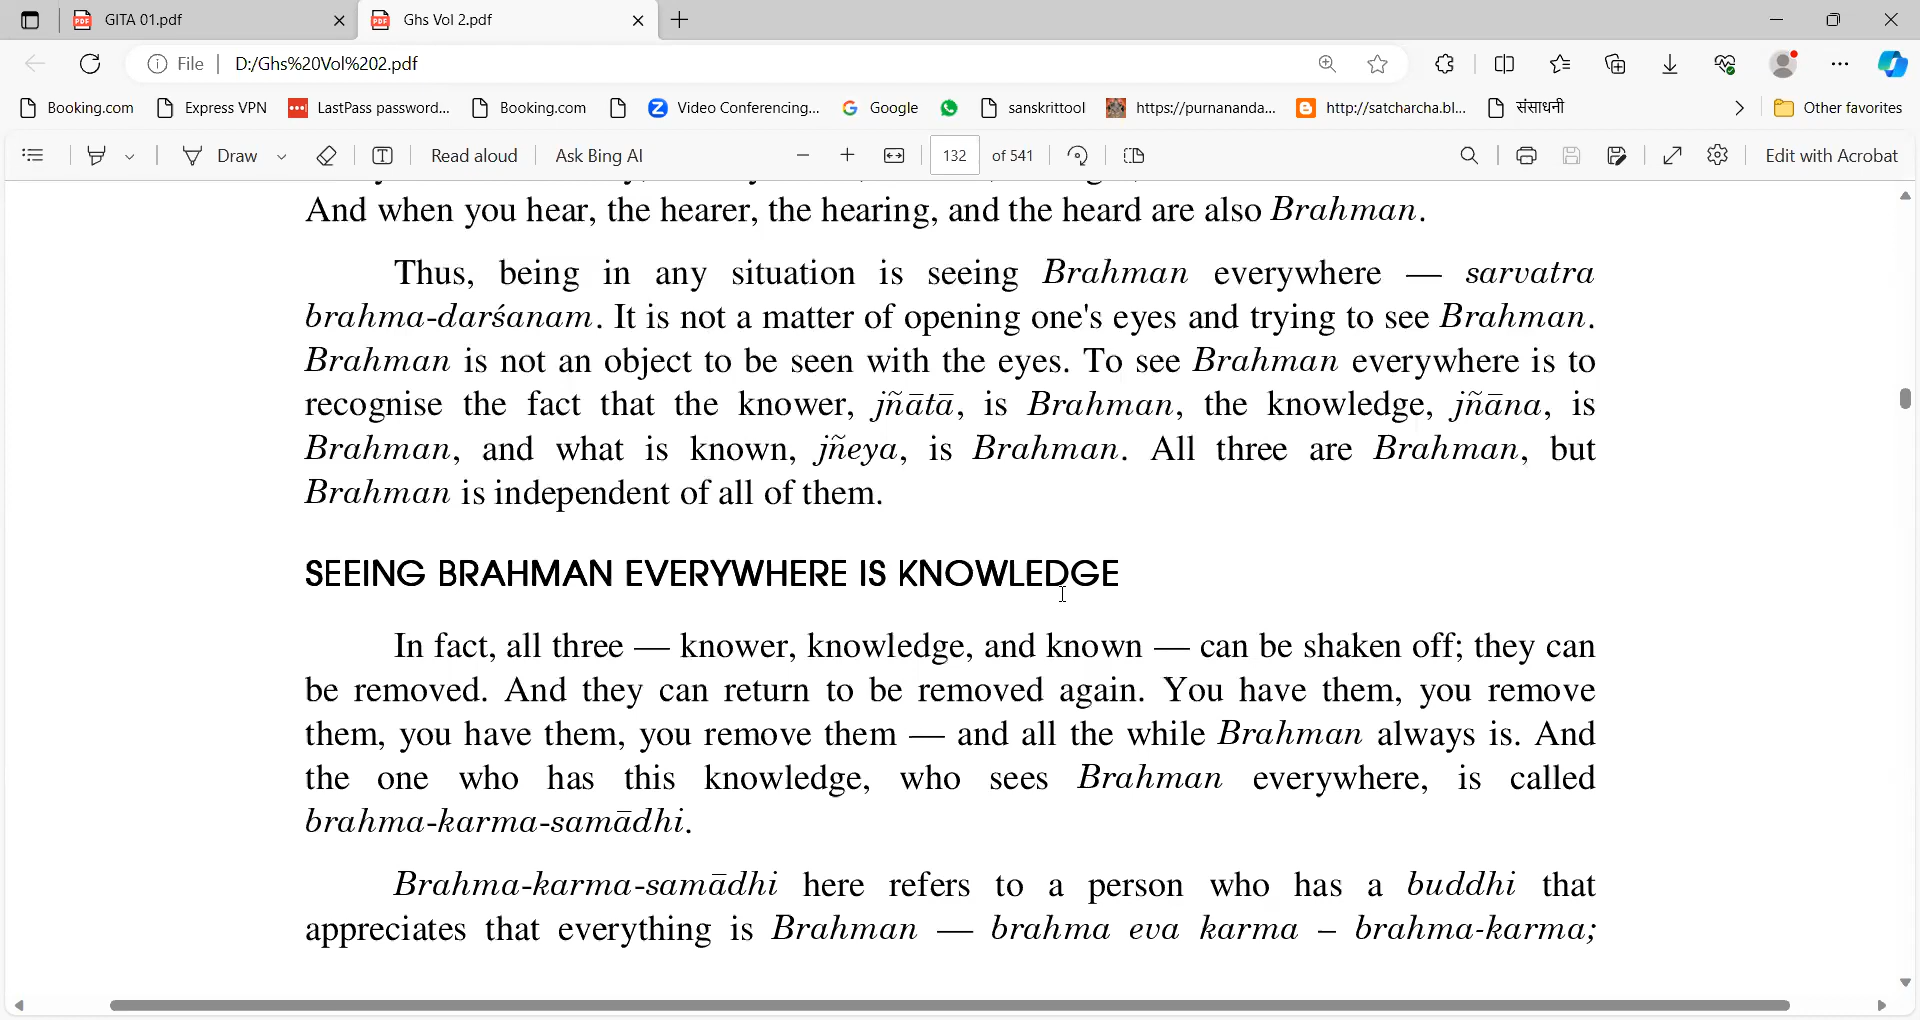 GITA 01.pdf
Ghs Vol 2.pdf
File
D:/Ghs%20Vol%202.pdf
Booking.com
Express VPN
LastPass password...
Booking.com
Video Conferencing...
Google
sanskrittool
https://purnananda...
http://satcharcha.bl...
संसाधनी
Other favorites
Draw
Read aloud
Ask Bing AI
132
of 541
Edit with Acrobat
And when you hear, the hearer, the hearing, and the heard are also Brahman.
Thus, being in any situation is seeing Brahman everywhere — sarvatra
brahma-darśanam. It is not a matter of opening one's eyes and trying to see Brahman.
Brahman is not an object to be seen with the eyes. To see Brahman everywhere is to
recognise the fact that the knower, jñātā, is Brahman, the knowledge, jñāna, is
Brahman, and what is known, jñeya, is Brahman. All three are Brahman, but
Brahman is independent of all of them.
SEEING BRAHMAN EVERYWHERE IS KNOWLEDGE
In fact, all three — knower, knowledge, and known — can be shaken off; they can
be removed. And they can return to be removed again. You have them, you remove
them, you have them, you remove them — and all the while Brahman always is. And
the one who has this knowledge, who sees Brahman everywhere, is called
brahma-karma-samādhi.
Brahma-karma-samādhi here refers to a person who has a buddhi that
appreciates that everything is Brahman — brahma eva karma – brahma-karma;